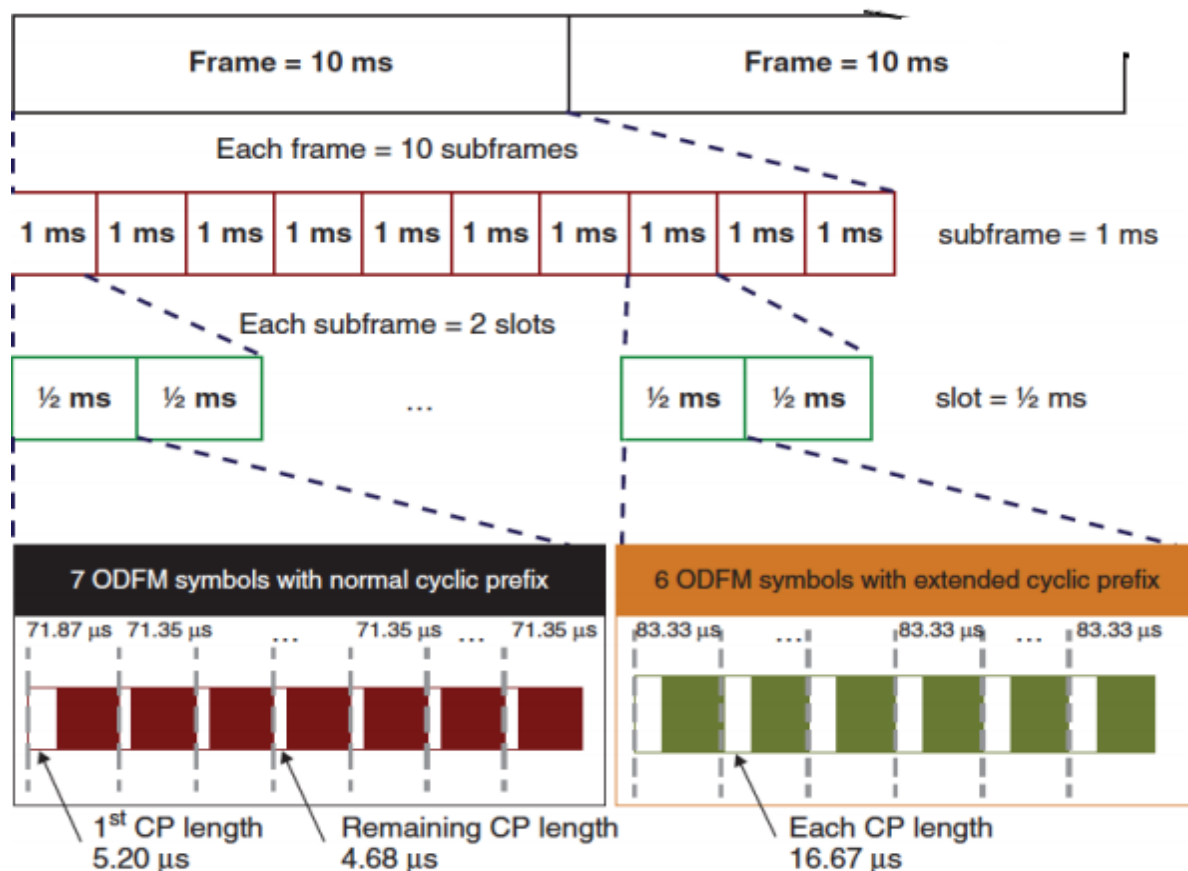 Frame = 10 ms Frame = 10 ms
Each frame = 10 subframes
1 ms 1 ms 1 ms 1 ms 1 ms 1 ms 1 ms 1 ms 1 ms 1 ms subframe = 1 ms
Each subframe = 2 slots
½ ms ½ ms ... ½ ms ½ ms slot = ½ ms
7 ODFM symbols with normal cyclic prefix
71.87 µs 71.35 µs ... 71.35 µs ... 71.35 µs
1st CP length
5.20 µs
Remaining CP length
4.68 µs
6 ODFM symbols with extended cyclic prefix
83.33 µs ... 83.33 µs ... 83.33 µs
Each CP length
16.67 µs